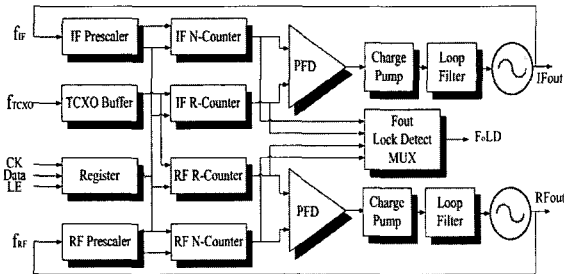 fIF
IF Prescaler
IF N-Counter
PFD
Charge
Pump
Loop
Filter
IFout
fTCXO
TCXO Buffer
IF R-Counter
Fout
Lock Detect
MUX
FoLD
CK
Data
LE
Register
RF R-Counter
PFD
Charge
Pump
Loop
Filter
RFout
fRF
RF Prescaler
RF N-Counter